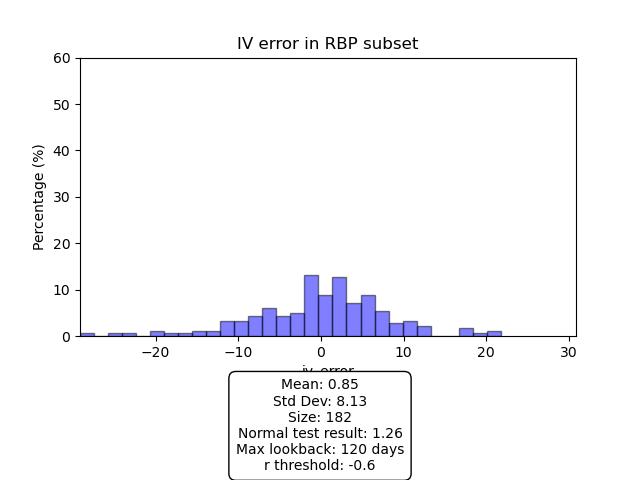 IV error in RBP subset
60
50
40
30
20
10
0
Percentage (%)
−20
−10
0
10
20
30
iv_error
Mean: 0.85
Std Dev: 8.13
Size: 182
Normal test result: 1.26
Max lookback: 120 days
r threshold: -0.6